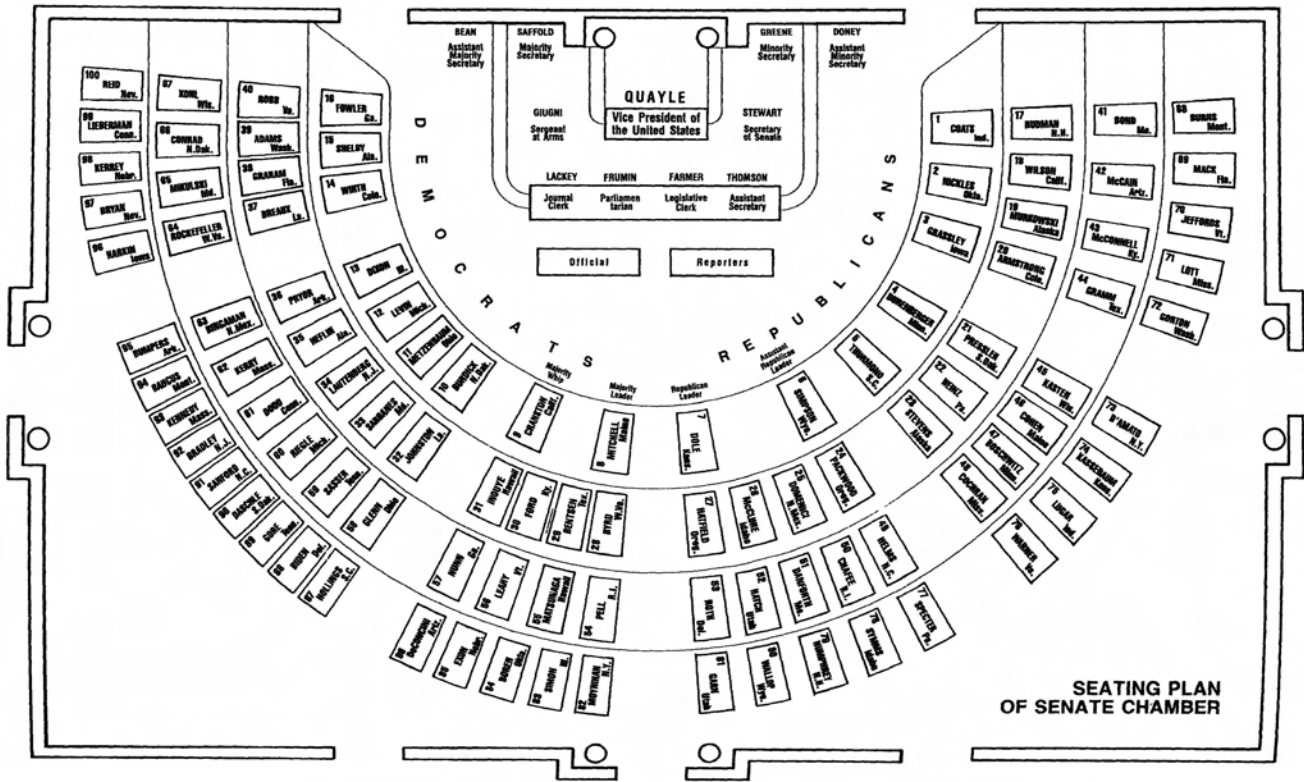 BEAN
Assistant
Majority
Secretary
SAFFOLD
Majority
Secretary
GREENE
Minority
Secretary
DONEY
Assistant
Minority
Secretary
QUAYLE
Vice President of
the United States
GIUGNI
Sergeant
at Arms
STEWART
Secretary
of Senate
LACKEY
Journal
Clerk
FRUMIN
Parliamen
tarian
FARMER
Legislative
Clerk
THOMSON
Assistant
Secretary
Official
Reporters
DEMOCRATS
REPUBLICANS
Majority
Whip
Majority
Leader
Republican
Leader
Assistant
Republican
Leader
1
COATS
Ind.
2
NICKLES
Okla.
3
GRASSLEY
Iowa
4
DURENBERGER
Minn.
THURMOND
S.C.
6
SIMPSON
Wyo.
7
DOLE
Kans.
8
MITCHELL
Maine
9
CRANSTON
Calif.
10
BURDICK
N.Dak.
11
METZENBAUM
Ohio
12
LEVIN
Mich.
13
DIXON
Ill.
14
WIRTH
Colo.
15
SHELBY
Ala.
16
FOWLER
Ga.
17
RUDMAN
N.H.
18
WILSON
Calif.
19
MURKOWSKI
Alaska
20
ARMSTRONG
Colo.
21
PRESSLER
S.Dak.
22
HEINZ
Pa.
23
STEVENS
Alaska
24
PACKWOOD
Oreg.
25
DOMENICI
N.Mex.
26
McCLURE
Idaho
27
HATFIELD
Oreg.
28
BYRD
W.Va.
29
BENTSEN
Tex.
30
FORD
Ky.
31
INOUYE
Hawaii
32
JOHNSTON
La.
33
SARBANES
Md.
34
LAUTENBERG
N.J.
35
HEFLIN
Ala.
36
PRYOR
Ark.
37
BREAUX
La.
38
GRAHAM
Fla.
39
ADAMS
Wash.
40
ROBB
Va.
41
BOND
Mo.
42
McCAIN
Ariz.
43
McCONNELL
Ky.
44
GRAMM
Tex.
45
KASTEN
Wis.
46
COHEN
Maine
47
BOSCHWITZ
Minn.
48
COCHRAN
Miss.
49
HELMS
N.C.
50
CHAFEE
R.I.
51
DANFORTH
Mo.
52
HATCH
Utah
53
ROTH
Del.
54
PELL
R.I.
55
MATSUNAGA
Hawaii
56
LEAHY
Vt.
57
NUNN
Ga.
58
GLENN
Ohio
59
SASSER
Tenn.
60
RIEGLE
Mich.
61
DODD
Conn.
62
KERRY
Mass.
63
BINGAMAN
N.Mex.
64
ROCKEFELLER
W.Va.
65
MIKULSKI
Md.
66
CONRAD
N.Dak.
67
KOHL
Wis.
68
BURNS
Mont.
69
MACK
Fla.
70
JEFFORDS
Vt.
71
LOTT
Miss.
72
GORTON
Wash.
73
D'AMATO
N.Y.
74
KASSEBAUM
Kans.
75
LUGAR
Ind.
76
WARNER
Va.
77
SPECTER
Pa.
78
SYMMS
Idaho
79
HUMPHREY
N.H.
80
WALLOP
Wyo.
81
GARN
Utah
82
MOYNIHAN
N.Y.
83
SIMON
Ill.
84
BOREN
Okla.
85
EXON
Nebr.
86
DeCONCINI
Ariz.
87
HOLLINGS
S.C.
88
BIDEN
Del.
89
GORE
Tenn.
90
DASCHLE
S.Dak.
91
SANFORD
N.C.
92
BRADLEY
N.J.
93
KENNEDY
Mass.
94
BAUCUS
Mont.
95
BUMPERS
Ark.
96
HARKIN
Iowa
97
BRYAN
Nev.
98
KERREY
Nebr.
99
LIEBERMAN
Conn.
100
REID
Nev.
SEATING PLAN
OF SENATE CHAMBER